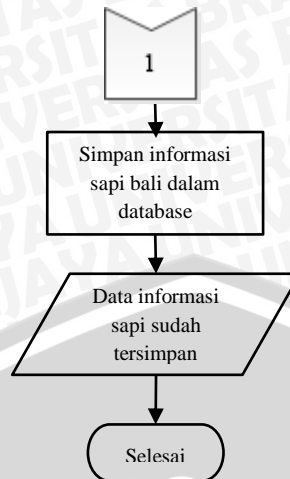 1
Simpan informasi
sapi bali dalam
database
Data informasi
sapi sudah
tersimpan
Selesai